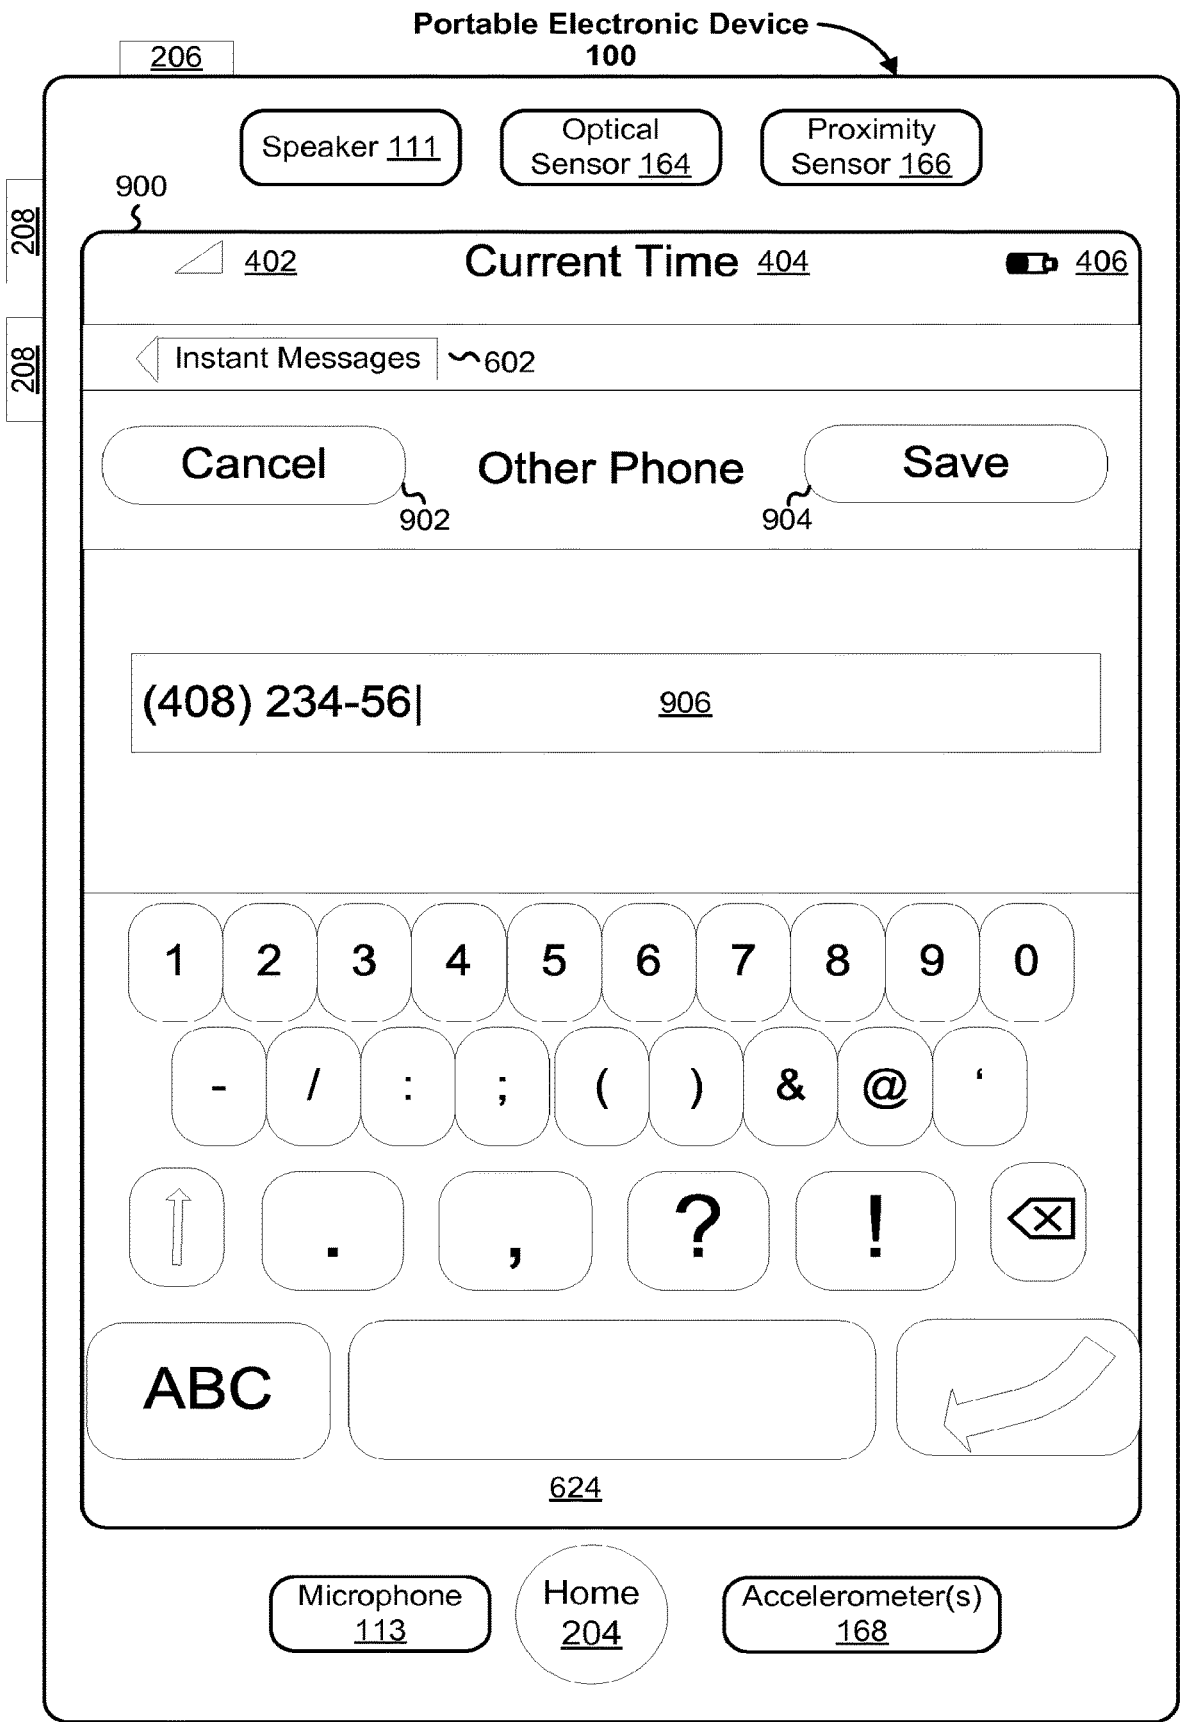 Portable Electronic Device
100
206
Speaker 111
Optical
Sensor 164
Proximity
Sensor 166
900
208
208
402
Current Time 404
406
Instant Messages
602
Cancel
Other Phone
Save
902
904
(408) 234-56|
906
1 2 3 4 5 6 7 8 9 0
- / : ; ( ) & @ ‘
. , ? !
ABC
624
Microphone
113
Home
204
Accelerometer(s)
168